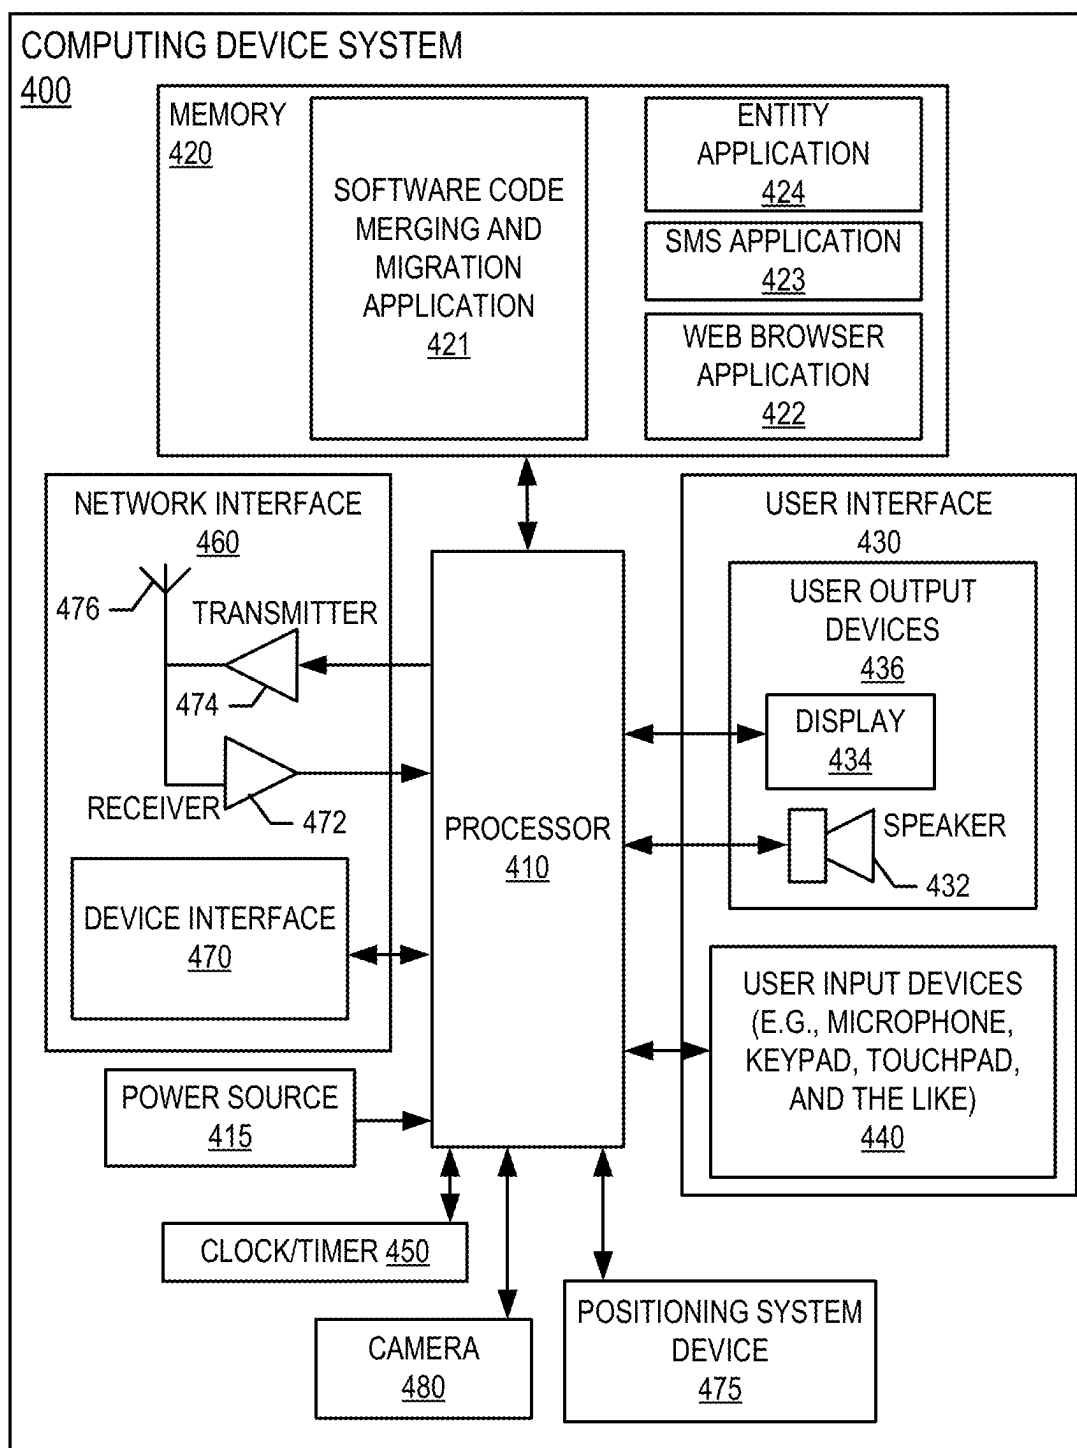 COMPUTING DEVICE SYSTEM
400
MEMORY
420
SOFTWARE CODE
MERGING AND
MIGRATION
APPLICATION
421
ENTITY
APPLICATION
424
SMS APPLICATION
423
WEB BROWSER
APPLICATION
422
NETWORK INTERFACE
460
476
TRANSMITTER
474
RECEIVER
472
DEVICE INTERFACE
470
PROCESSOR
410
USER INTERFACE
430
USER OUTPUT
DEVICES
436
DISPLAY
434
SPEAKER
432
USER INPUT DEVICES
(E.G., MICROPHONE,
KEYPAD, TOUCHPAD,
AND THE LIKE)
440
POWER SOURCE
415
CLOCK/TIMER 450
CAMERA
480
POSITIONING SYSTEM
DEVICE
475